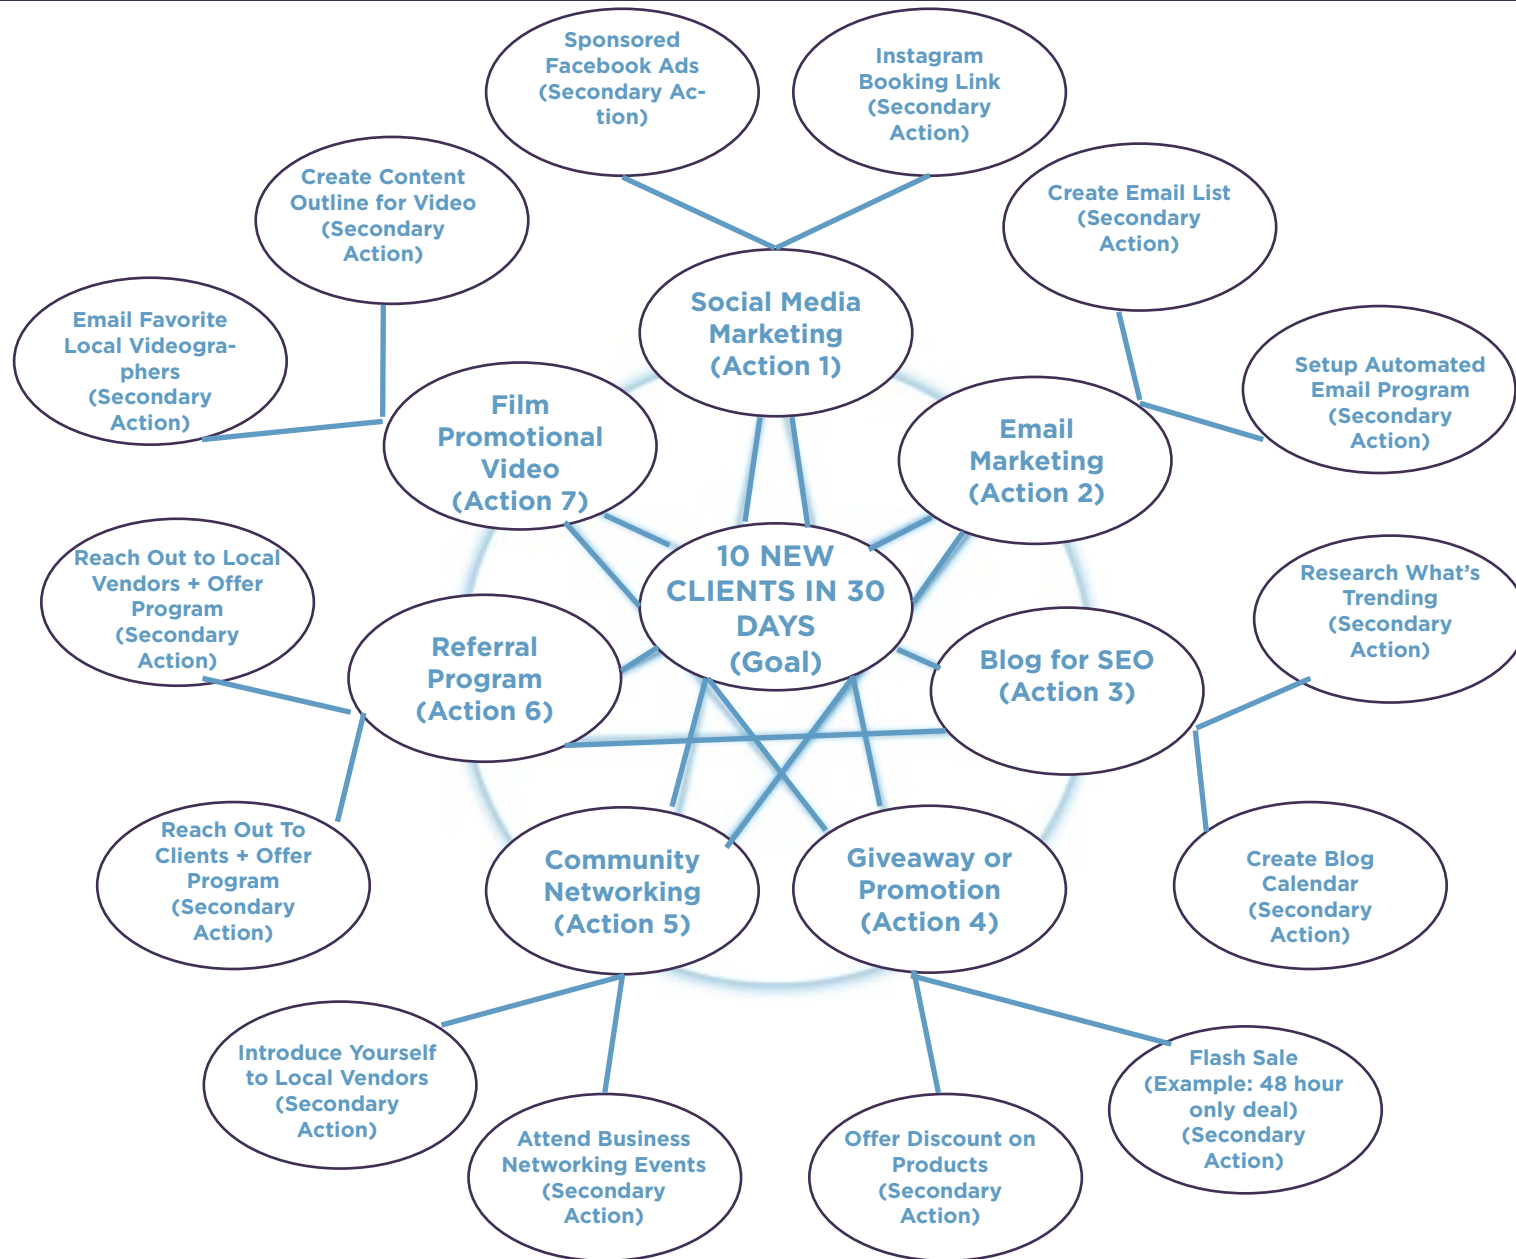 Sponsored
Facebook Ads
(Secondary Ac-
tion)
Instagram
Booking Link
(Secondary
Action)
Create Content
Outline for Video
(Secondary
Action)
Create Email List
(Secondary
Action)
Email Favorite
Local Videogra-
phers
(Secondary
Action)
Social Media
Marketing
(Action 1)
Setup Automated
Email Program
(Secondary
Action)
Film
Promotional
Video
(Action 7)
Email
Marketing
(Action 2)
Reach Out to Local
Vendors + Offer
Program
(Secondary
Action)
10 NEW
CLIENTS IN 30
DAYS
(Goal)
Research What's
Trending
(Secondary
Action)
Referral
Program
(Action 6)
Blog for SEO
(Action 3)
Reach Out To
Clients + Offer
Program
(Secondary
Action)
Community
Networking
(Action 5)
Giveaway or
Promotion
(Action 4)
Create Blog
Calendar
(Secondary
Action)
Introduce Yourself
to Local Vendors
(Secondary
Action)
Attend Business
Networking Events
(Secondary
Action)
Offer Discount on
Products
(Secondary
Action)
Flash Sale
(Example: 48 hour
only deal)
(Secondary
Action)